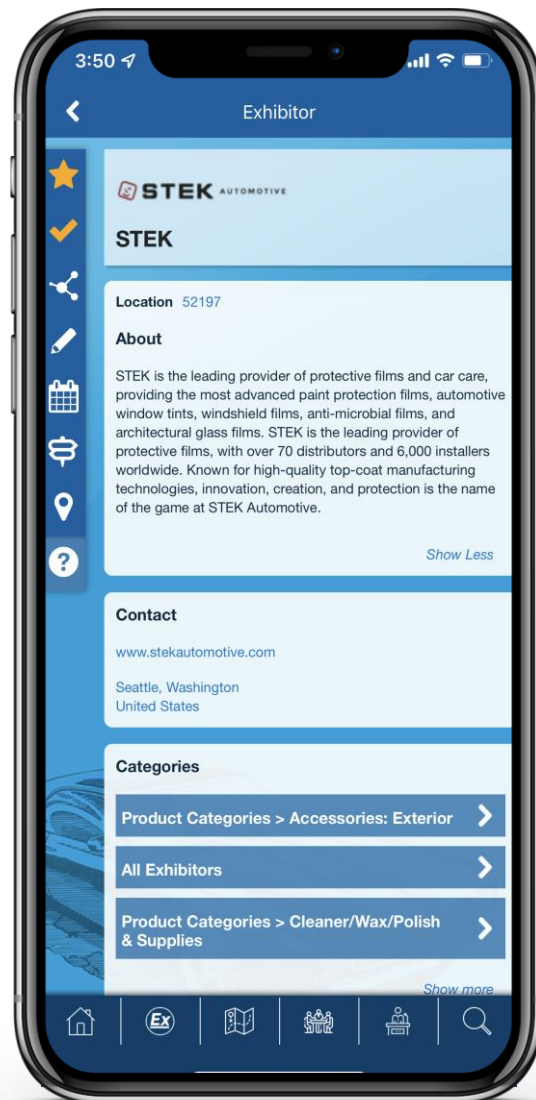 3:50
Exhibitor
STEK AUTOMOTIVE
STEK
Location 52197
About
STEK is the leading provider of protective films and car care,
providing the most advanced paint protection films, automotive
window tints, windshield films, anti-microbial films, and
architectural glass films. STEK is the leading provider of
protective films, with over 70 distributors and 6,000 installers
worldwide. Known for high-quality top-coat manufacturing
technologies, innovation, creation, and protection is the name
of the game at STEK Automotive.
Show Less
Contact
www.stekautomotive.com
Seattle, Washington
United States
Categories
Product Categories > Accessories: Exterior
All Exhibitors
Product Categories > Cleaner/Wax/Polish
& Supplies
Show more
Ex